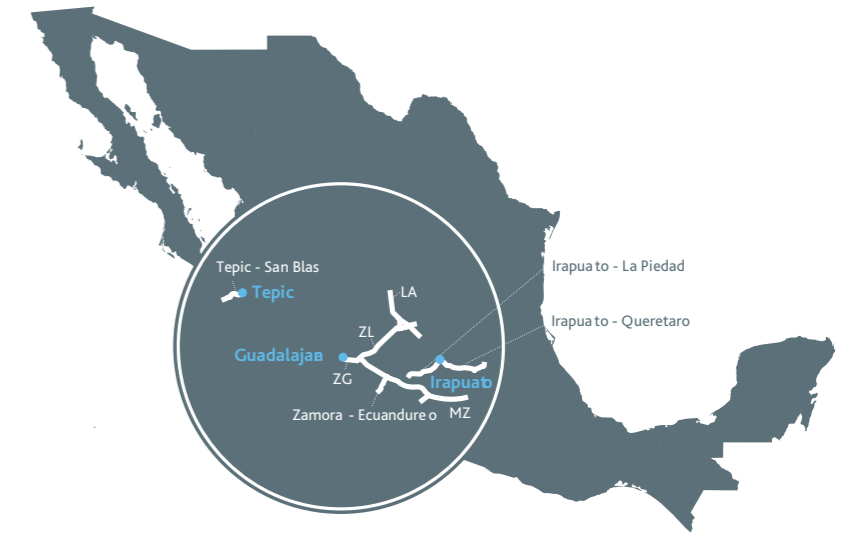 Tepic - San Blas
Tepic
Irapuato - La Piedad
LA
Irapuato - Queretaro
ZL
Guadalajara
ZG
Irapuato
Zamora - Ecuandureo
MZ